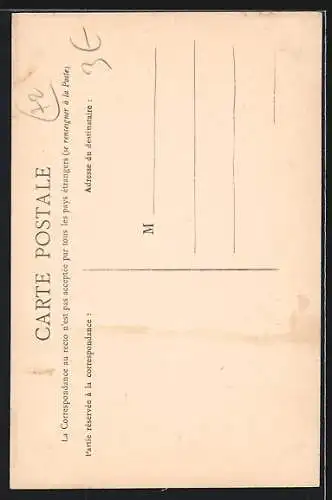 CARTE POSTALE
La Correspondance au recto n'est pas acceptée par tous les pays étrangers (se renseigner à la Poste)
Partie réservée à la correspondance :
Adresse du destinataire :
M
72
3€